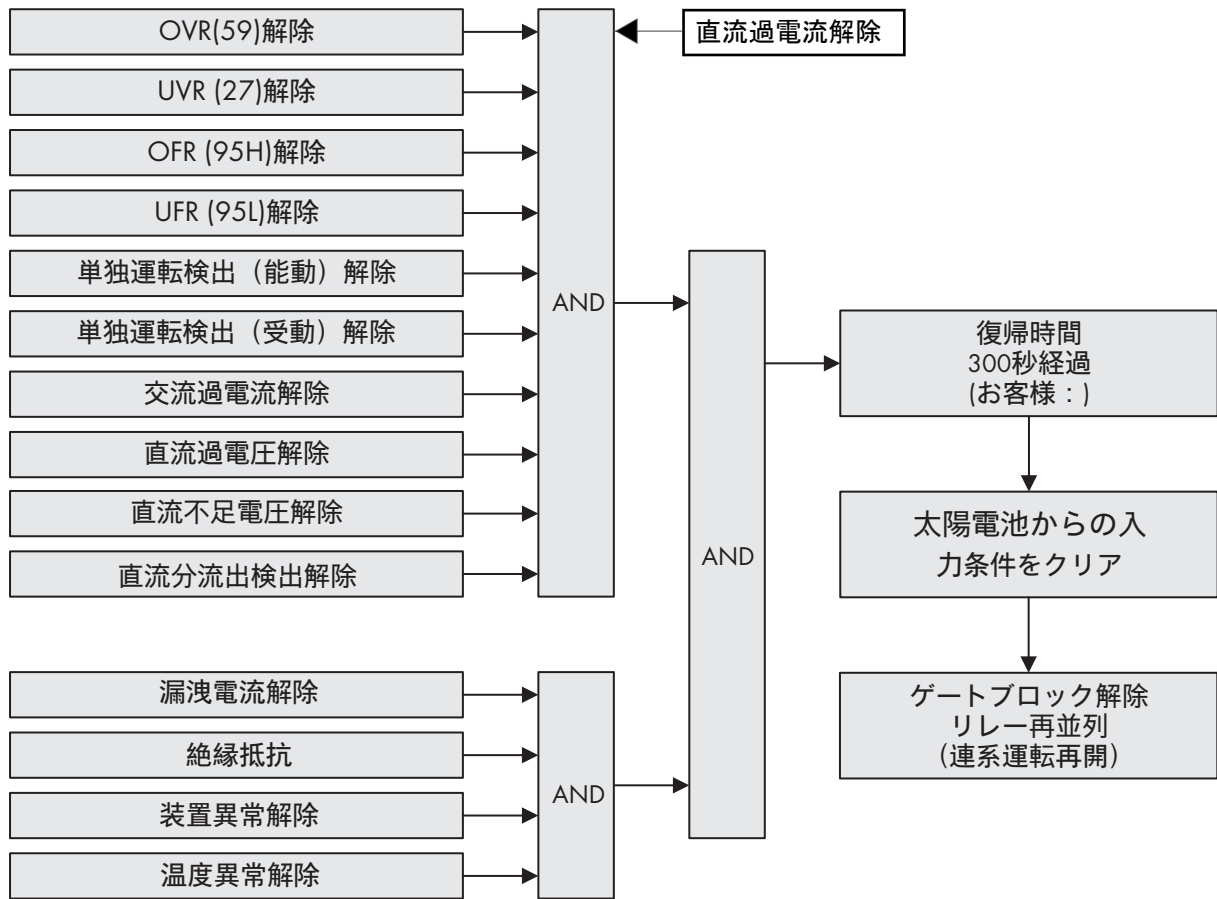 OVR(59)解除
直流過電流解除
UVR (27)解除
OFR (95H)解除
UFR (95L)解除
単独運転検出（能動）解除
単独運転検出（受動）解除
交流過電流解除
直流過電圧解除
直流不足電圧解除
直流分流出検出解除
AND
漏洩電流解除
絶縁抵抗
装置異常解除
温度異常解除
AND
AND
復帰時間
300秒経過
(お客様：)
太陽電池からの入
力条件をクリア
ゲートブロック解除
リレー再並列
(連系運転再開)